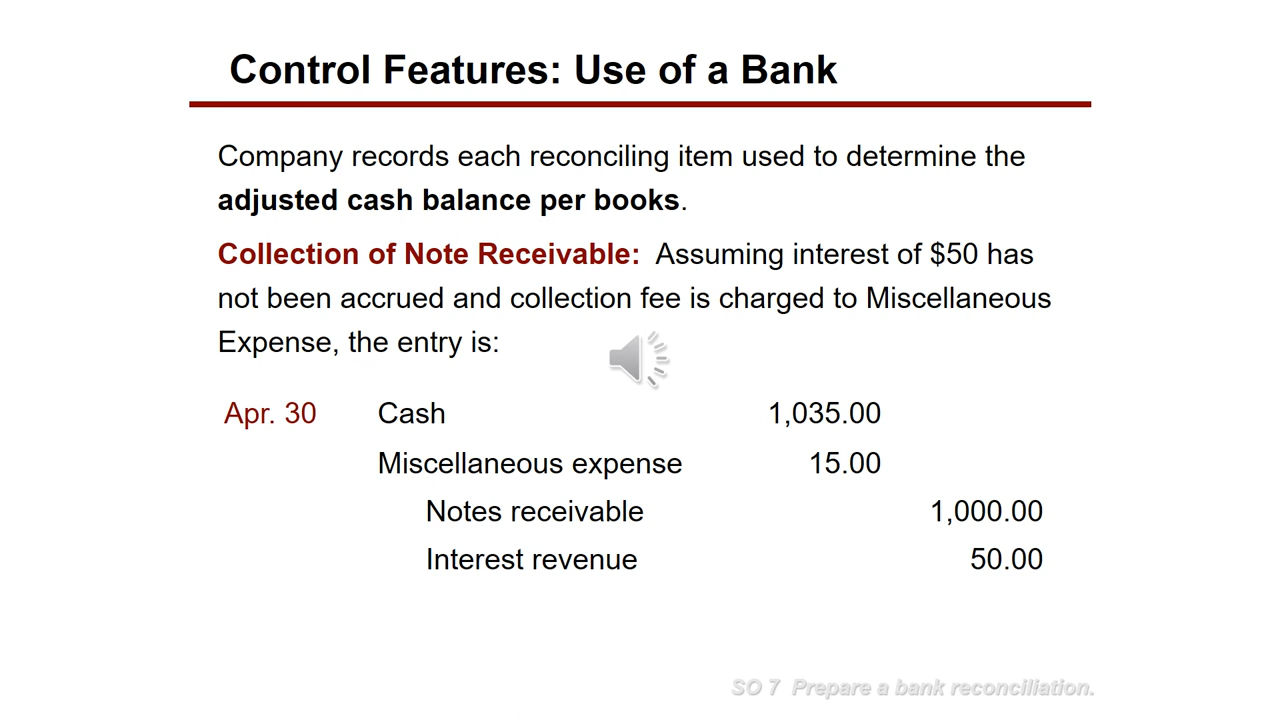 Control Features: Use of a Bank
Company records each reconciling item used to determine the
adjusted cash balance per books.
Collection of Note Receivable: Assuming interest of $50 has
not been accrued and collection fee is charged to Miscellaneous
Expense, the entry is:
Apr. 30 Cash 1,035.00
Miscellaneous expense 15.00
Notes receivable 1,000.00
Interest revenue 50.00
SO 7 Prepare a bank reconciliation.